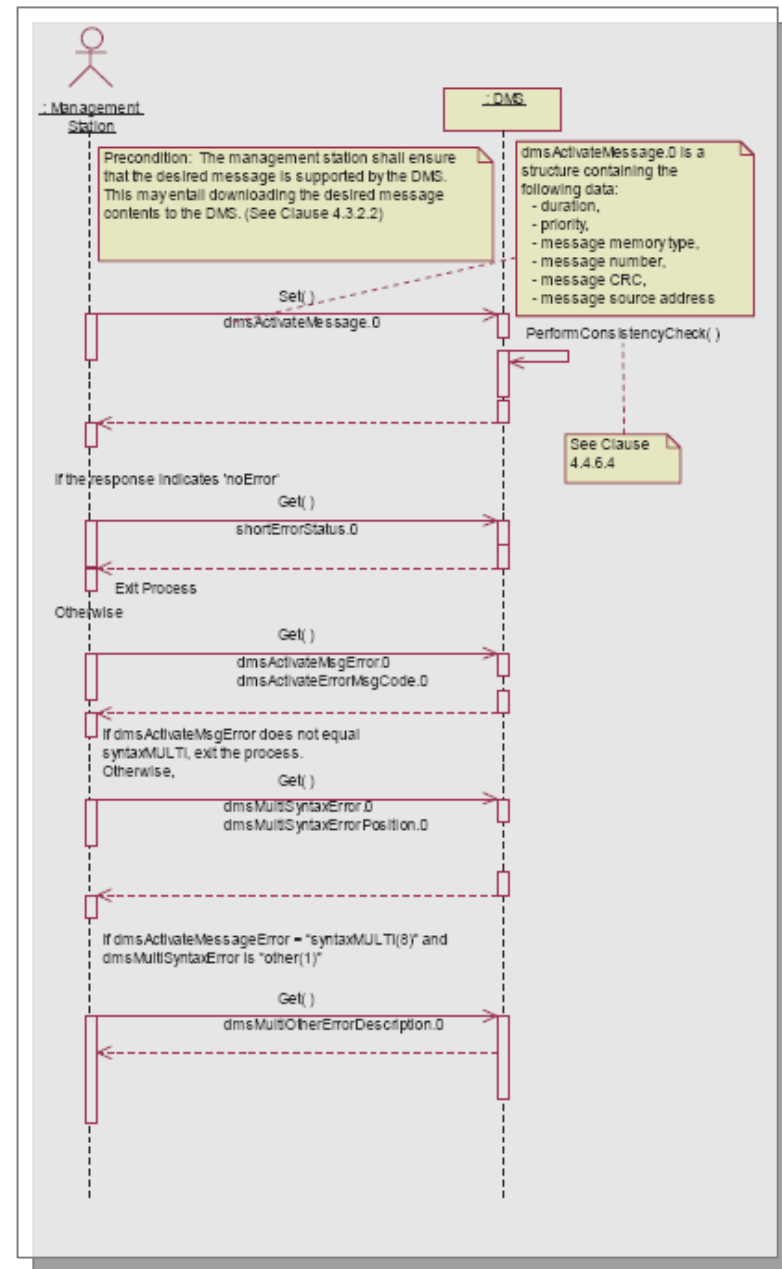 : Management
Station
: DMS
Precondition: The management station shall ensure
that the desired message is supported by the DMS.
This may entail downloading the desired message
contents to the DMS. (See Clause 4.3.2.2)
dmsActivateMessage.0 is a
structure containing the
following data:
- duration,
- priority,
- message memory type,
- message number,
- message CRC,
- message source address
Set( )
dmsActivateMessage.0
PerformConsistencyCheck( )
See Clause
4.4.6.4
If the response indicates 'noError'
Get( )
shortErrorStatus.0
Exit Process
Otherwise
Get( )
dmsActivateMsgError.0
dmsActivateErrorMsgCode.0
If dmsActivateMsgError does not equal
syntaxMULTI, exit the process.
Otherwise,
Get( )
dmsMultiSyntaxError.0
dmsMultiSyntaxErrorPosition.0
If dmsActivateMessageError = "syntaxMULTI(8)" and
dmsMultiSyntaxError is "other(1)"
Get( )
dmsMultiOtherErrorDescription.0